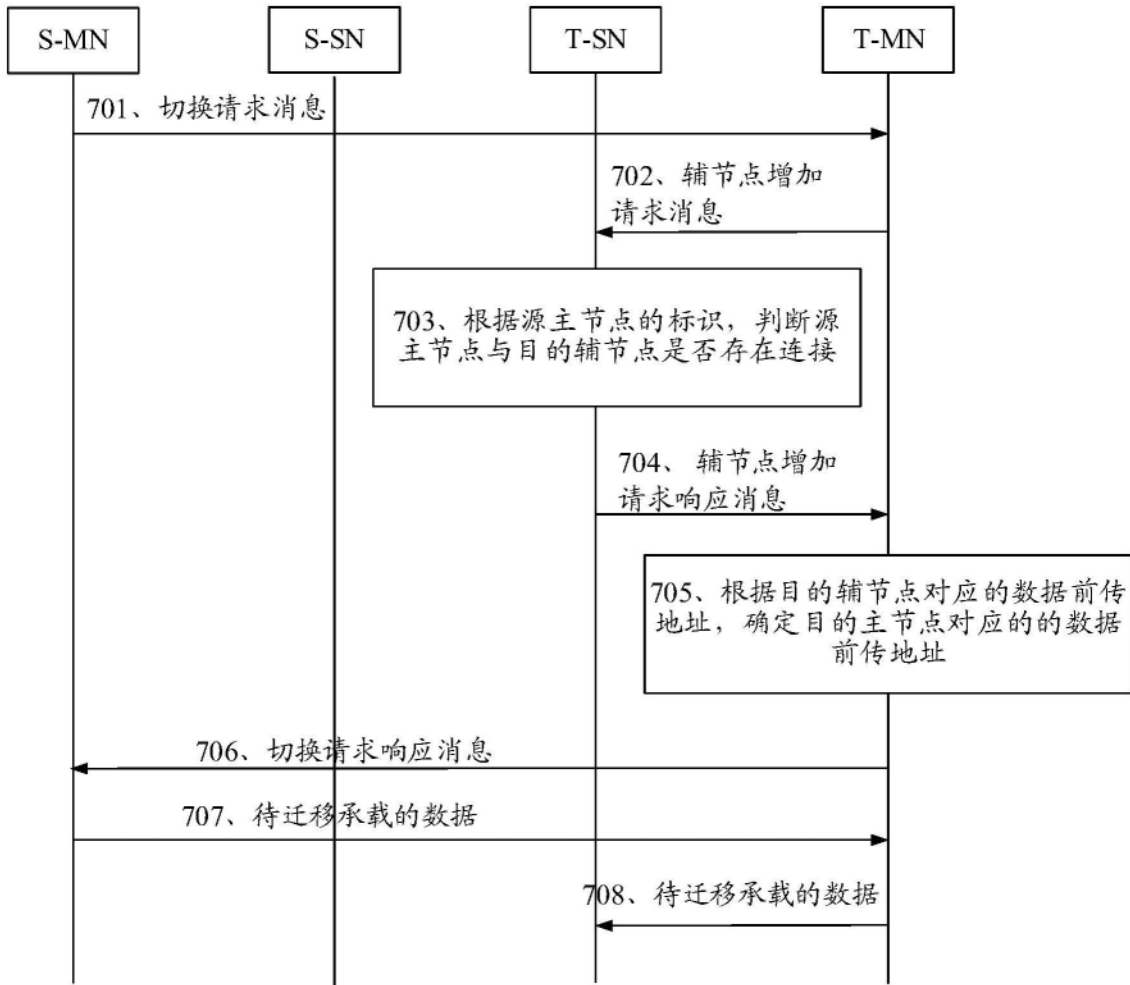 S-MN
S-SN
T-SN
T-MN
701、切换请求消息
702、辅节点增加
请求消息
703、根据源主节点的标识，判断源
主节点与目的辅节点是否存在连接
704、 辅节点增加
请求响应消息
705、根据目的辅节点对应的数据前传
地址，确定目的主节点对应的的数据
前传地址
706、切换请求响应消息
707、待迁移承载的数据
708、待迁移承载的数据